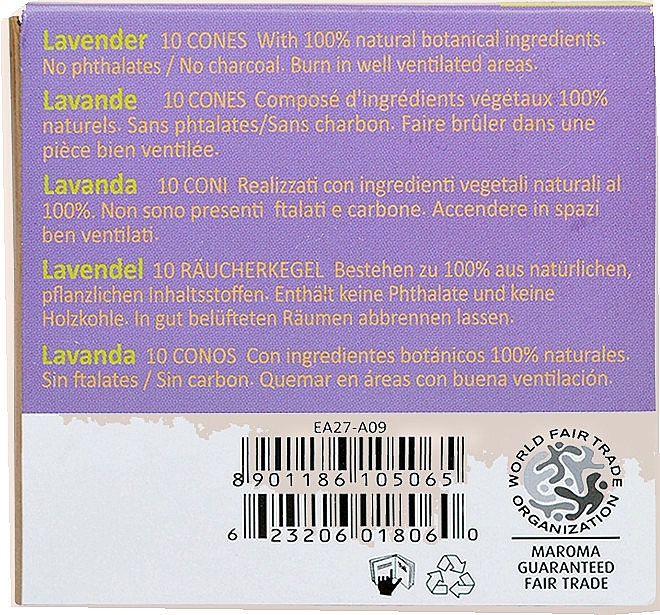 Lavender 10 CONES With 100% natural botanical ingredients.
No phthalates / No charcoal. Burn in well ventilated areas.
Lavande 10 CONES Composé d'ingrédients végétaux 100%
naturels. Sans phtalates/Sans charbon. Faire brûler dans une
pièce bien ventilée.
Lavanda 10 CONI Realizzati con ingredienti vegetali naturali al
100%. Non sono presenti ftalati e carbone. Accendere in spazi
ben ventilati.
Lavendel 10 RÄUCHERKEGEL Bestehen zu 100% aus natürlichen,
pflanzlichen Inhaltsstoffen. Enthält keine Phthalate und keine
Holzkohle. In gut belüfteten Räumen abbrennen lassen.
Lavanda 10 CONOS Con ingredientes botánicos 100% naturales.
Sin ftalates / Sin carbon. Quemar en áreas con buena ventilación.
EA27-A09
8 901186 105065
6 23206 01806 0
WORLD FAIR TRADE
ORGANIZATION
MAROMA
GUARANTEED
FAIR TRADE